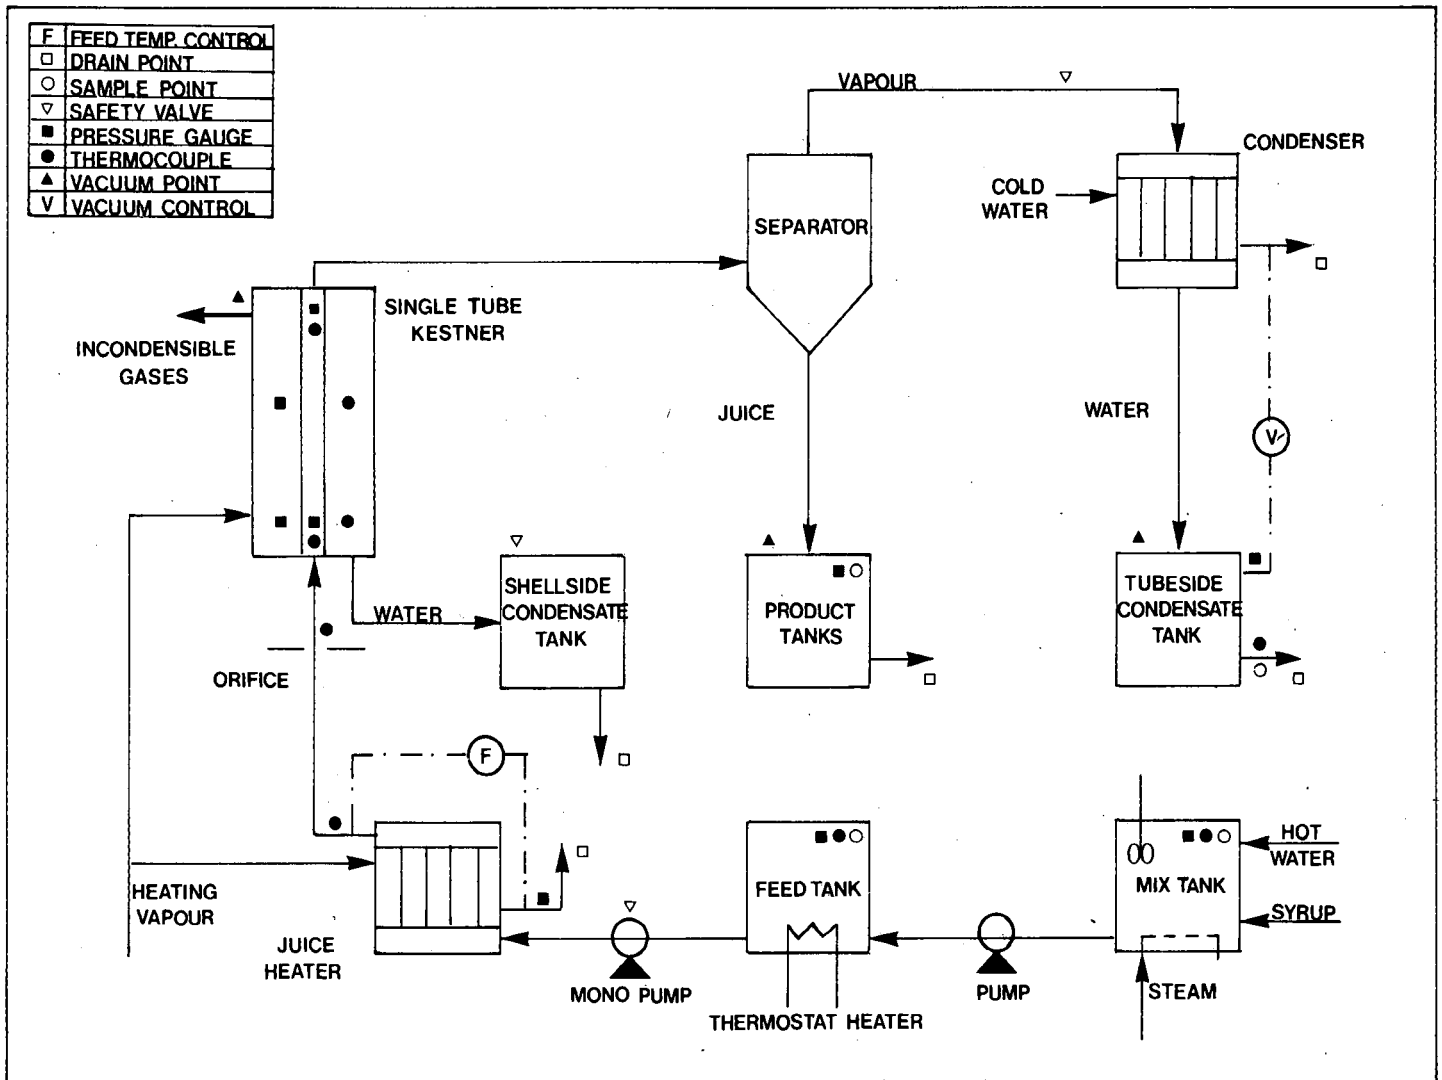 F FEED TEMP. CONTROL
DRAIN POINT
SAMPLE POINT
SAFETY VALVE
PRESSURE GAUGE
THERMOCOUPLE
VACUUM POINT
V VACUUM CONTROL
VAPOUR
CONDENSER
COLD
WATER
SEPARATOR
SINGLE TUBE
KESTNER
INCONDENSIBLE
GASES
JUICE
WATER
V
SHELLSIDE
CONDENSATE
TANK
WATER
PRODUCT
TANKS
TUBESIDE
CONDENSATE
TANK
ORIFICE
F
HEATING
VAPOUR
JUICE
HEATER
MONO PUMP
FEED TANK
THERMOSTAT HEATER
PUMP
MIX TANK
HOT
WATER
SYRUP
STEAM